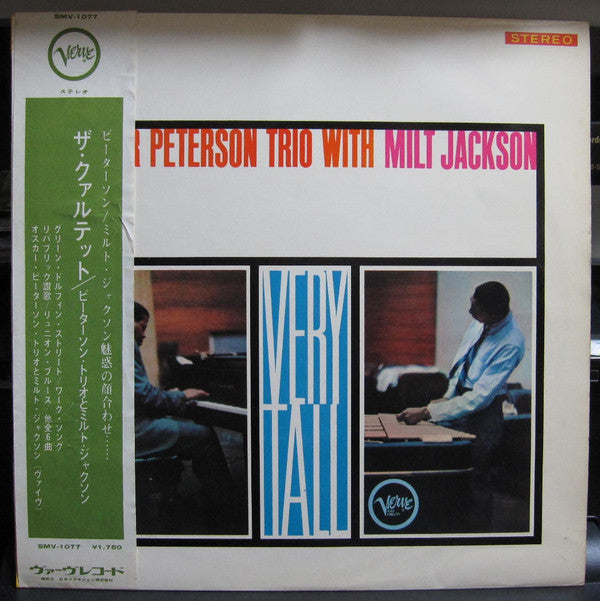 SMV-1077
Verve
ステレオ
ピーターソン/ミルト・ジャクソン魅惑の顔合わせ……
ザ・クァルテット/ピーターソン・トリオとミルト・ジャクソン
グリーン・ドルフィン・ストリート/ワーク・ソング
リパブリック讃歌/リュニオン・ブルース 他全6曲
オスカー・ピーターソン・トリオとミルト・ジャクソン (ヴァイヴ)
SMV-1077 ¥1,750
ヴァーヴ レコード
STEREO
R PETERSON TRIO WITH MILT JACKSON
VERY
TALL
Verve